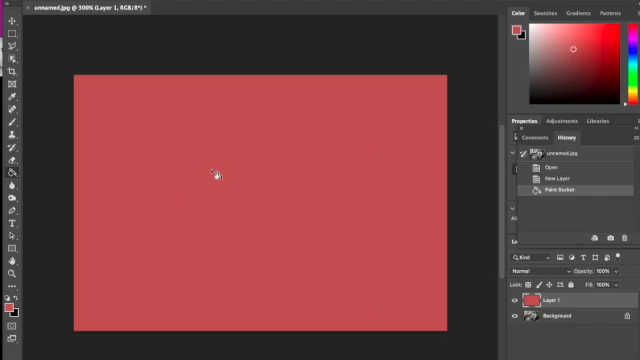 unnamed.jpg @ 300% (Layer 1, RGB/8*) *
Color Swatches Gradients Patterns
Properties Adjustments Libraries
Comments History
unnamed.jpg
Open
New Layer
Paint Bucket
Kind
Normal Opacity: 100%
Lock: Fill: 100%
Layer 1
Background